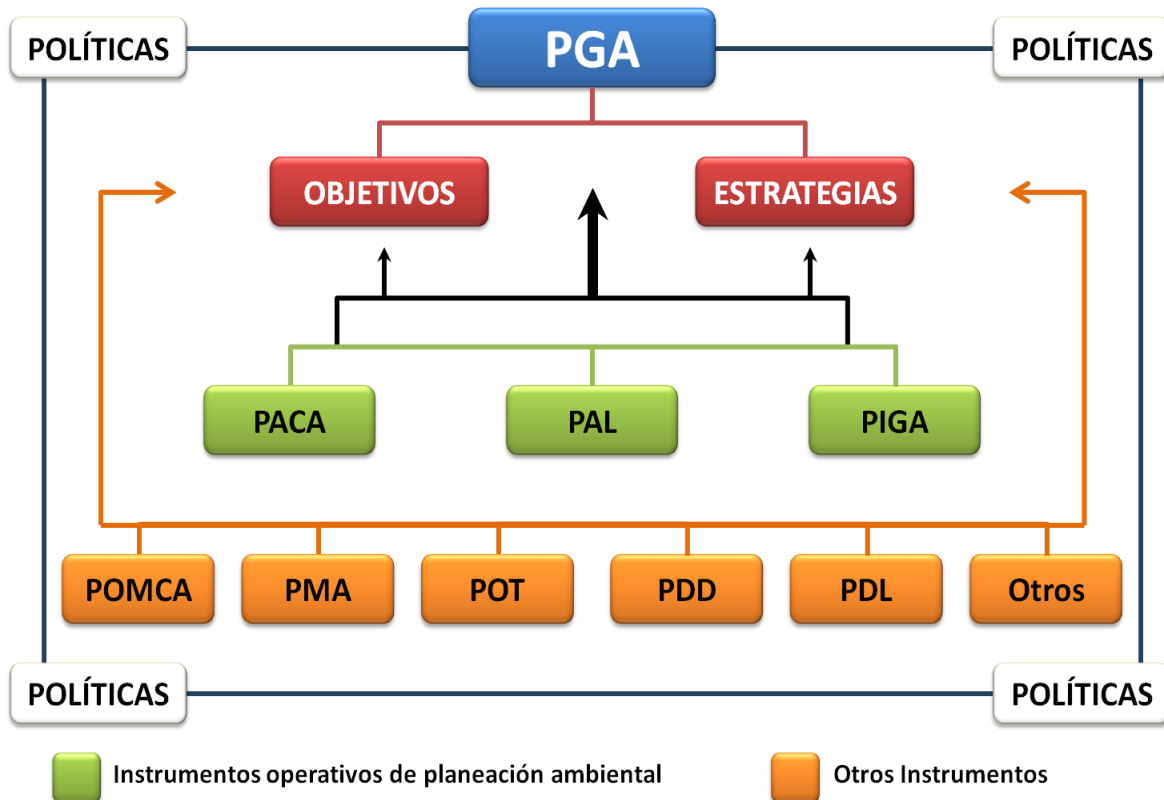 POLÍTICAS
PGA
POLÍTICAS
OBJETIVOS
ESTRATEGIAS
PACA
PAL
PIGA
POMCA
PMA
POT
PDD
PDL
Otros
POLÍTICAS
POLÍTICAS
Instrumentos operativos de planeación ambiental
Otros Instrumentos